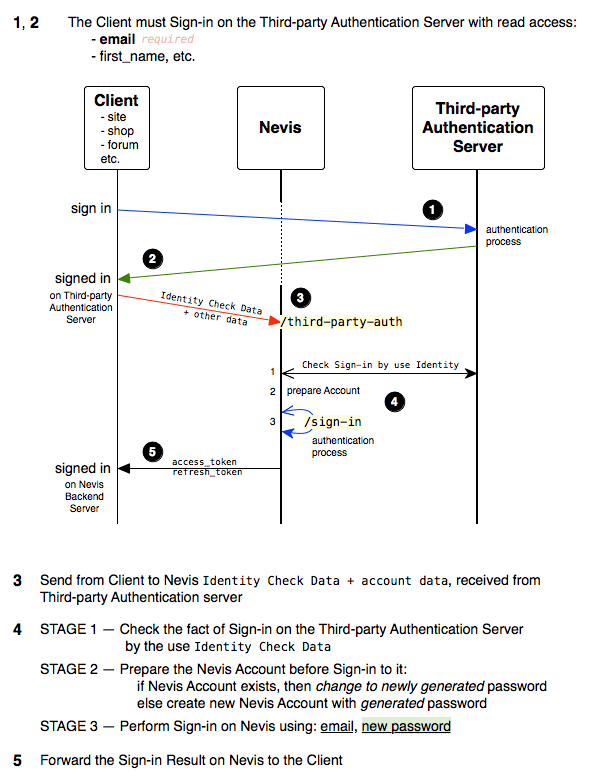 1, 2 The Client must Sign-in on the Third-party Authentication Server with read access:
- email required
- first_name, etc.
Client
- site
- shop
- forum
etc.
Nevis
Third-party
Authentication
Server
sign in
1
authentication
process
2
signed in
on Third-party
Authentication
Server
Identity Check Data
+ other data
3
/third-party-auth
1
Check Sign-in by use Identity
2 prepare Account
4
3 /sign-in
authentication
process
5
signed in
on Nevis
Backend
Server
access_token
refresh_token
3 Send from Client to Nevis Identity Check Data + account data, received from
Third-party Authentication server
4 STAGE 1 — Check the fact of Sign-in on the Third-party Authentication Server
by the use Identity Check Data
STAGE 2 — Prepare the Nevis Account before Sign-in to it:
if Nevis Account exists, then change to newly generated password
else create new Nevis Account with generated password
STAGE 3 — Perform Sign-in on Nevis using: email, new password
5 Forward the Sign-in Result on Nevis to the Client